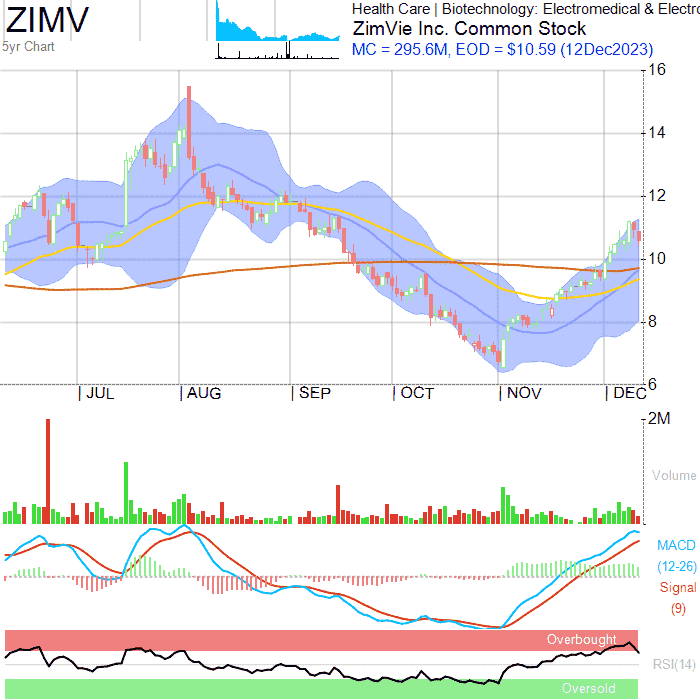 ZIMV
5yr Chart
Health Care | Biotechnology: Electromedical & Electro
ZimVie Inc. Common Stock
MC = 295.6M, EOD = $10.59 (12Dec2023)
16
14
12
10
8
6
JUL AUG SEP OCT NOV DEC
2M
Volume
MACD
(12-26)
Signal
(9)
Overbought
RSI(14)
Oversold